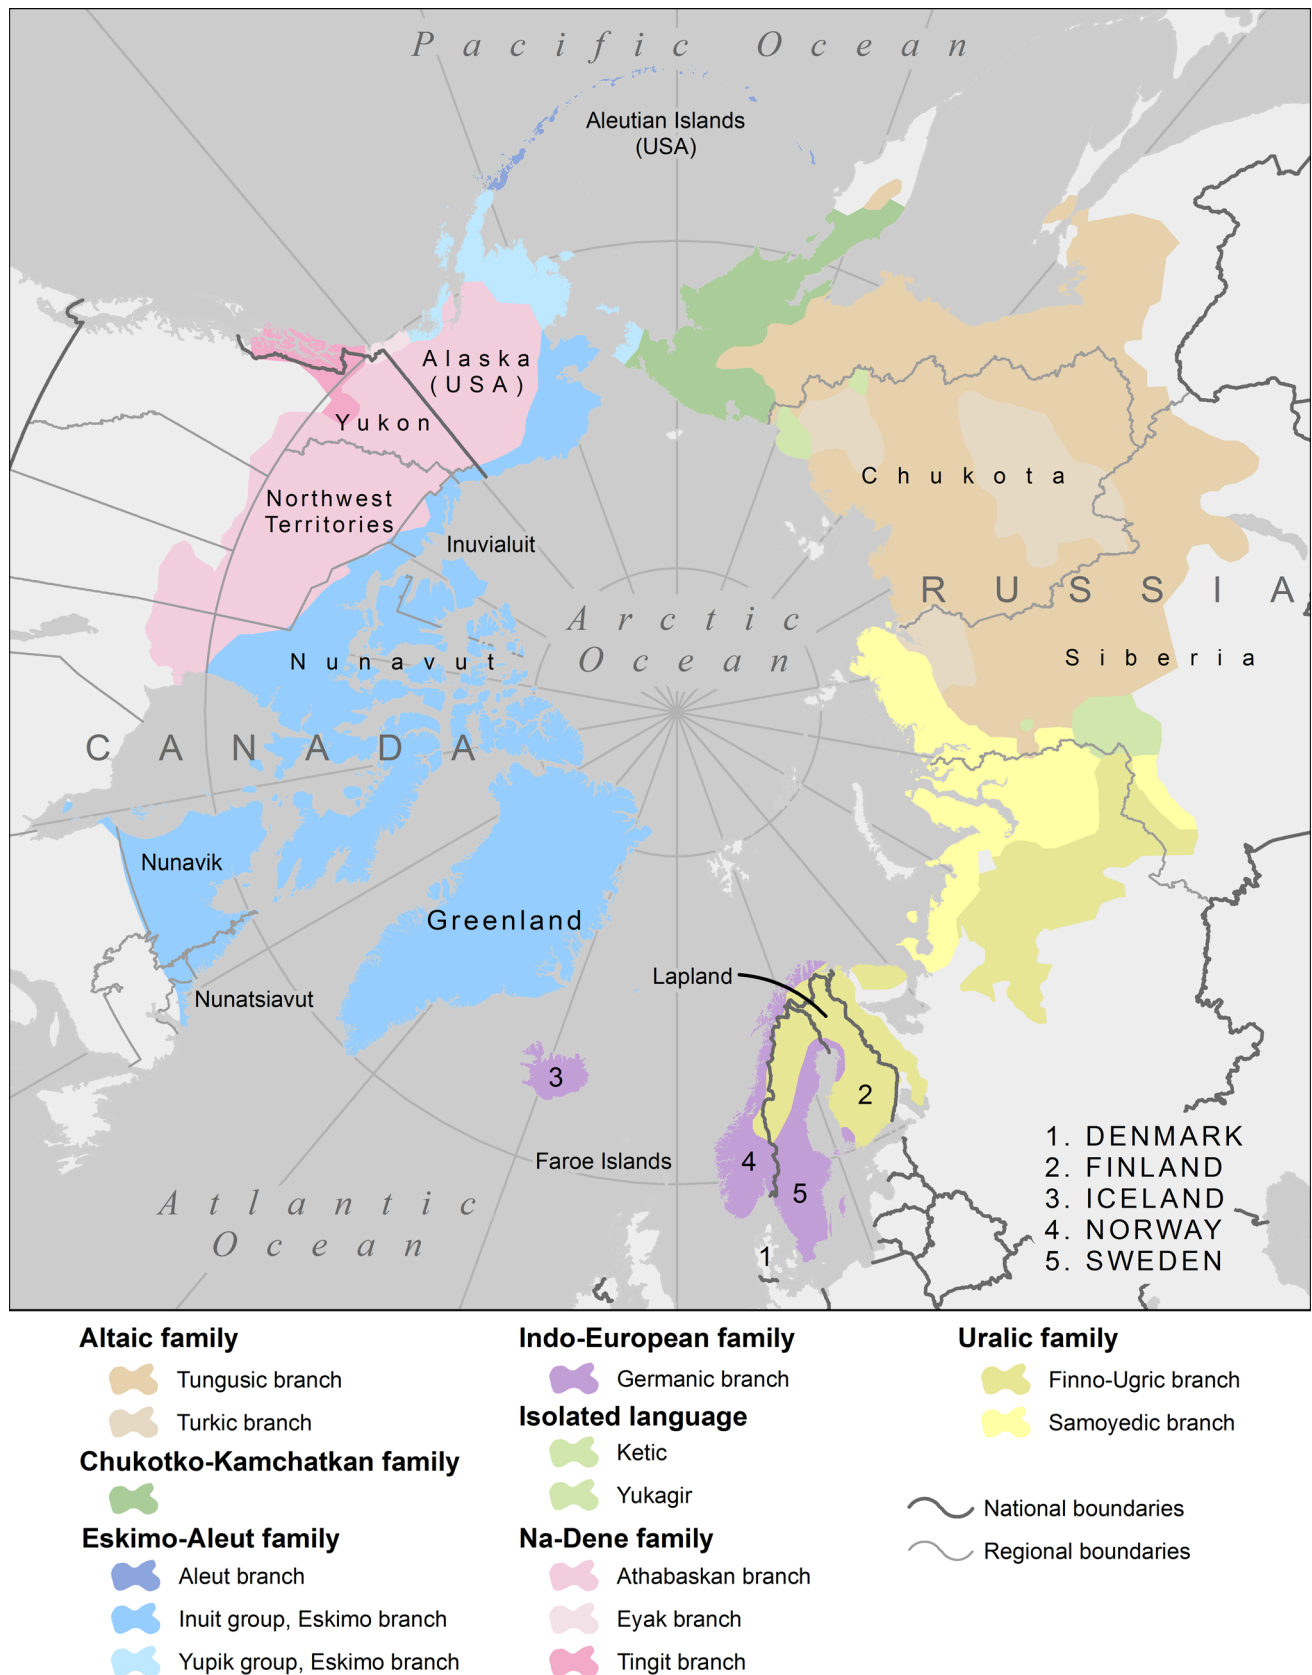 Pacific Ocean
Aleutian Islands
(USA)
Alaska
(USA)
Yukon
Northwest
Territories
Chukota
Inuvialuit
RUSSIA
Arctic
Ocean
Nunavut
Siberia
CANADA
Nunavik
Greenland
Lapland
Nunatsiavut
3
2
Faroe Islands
4
5
1
Atlantic
Ocean
1. DENMARK
2. FINLAND
3. ICELAND
4. NORWAY
5. SWEDEN
Altaic family
Tungusic branch
Turkic branch
Chukotko-Kamchatkan family
Eskimo-Aleut family
Aleut branch
Inuit group, Eskimo branch
Yupik group, Eskimo branch
Indo-European family
Germanic branch
Isolated language
Ketic
Yukagir
Na-Dene family
Athabaskan branch
Eyak branch
Tingit branch
Uralic family
Finno-Ugric branch
Samoyedic branch
National boundaries
Regional boundaries